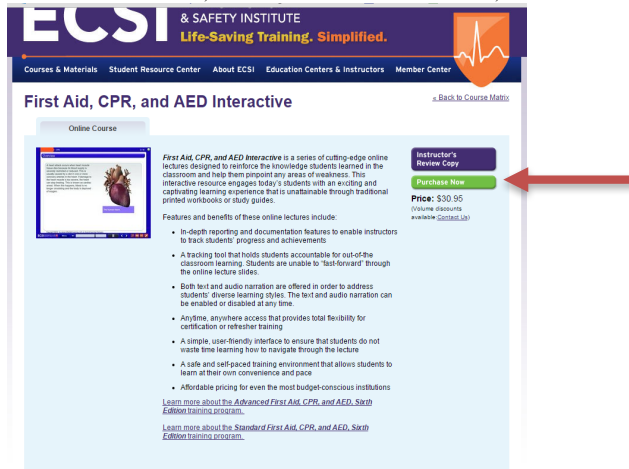 ECSI
& SAFETY INSTITUTE
Life-Saving Training. Simplified.
Courses & Materials Student Resource Center About ECSI Education Centers & Instructors Member Center
First Aid, CPR, and AED Interactive
« Back to Course Matrix
Online Course
First Aid, CPR, and AED Interactive is a series of cutting-edge online
lectures designed to reinforce the knowledge students learned in the
classroom and help them pinpoint any areas of weakness. This
interactive resource engages today's students with an exciting and
captivating learning experience that is unattainable through traditional
printed workbooks or study guides.
Instructor's
Review Copy
Purchase Now
Price: $30.95
(Volume discounts
available:Contact Us)
Features and benefits of these online lectures include:
• In-depth reporting and documentation features to enable instructors
to track students' progress and achievements
• A tracking tool that holds students accountable for out-of-the
classroom learning. Students are unable to "fast-forward" through
the online lecture slides.
• Both text and audio narration are offered in order to address
students' diverse learning styles. The text and audio narration can
be enabled or disabled at any time.
• Anytime, anywhere access that provides total flexibility for
certification or refresher training
• A simple, user-friendly interface to ensure that students do not
waste time learning how to navigate through the lecture
• A safe and self-paced training environment that allows students to
learn at their own convenience and pace
• Affordable pricing for even the most budget-conscious institutions
Learn more about the Advanced First Aid, CPR, and AED, Sixth
Edition training program.
Learn more about the Standard First Aid, CPR, and AED, Sixth
Edition training program.